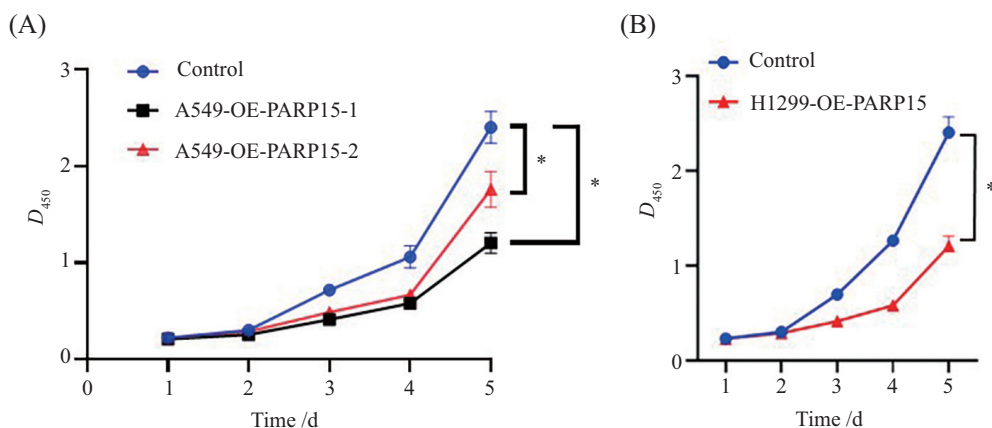 (A)
Control
A549-OE-PARP15-1
A549-OE-PARP15-2
D450
3
2
1
0
*
*
0 1 2 3 4 5
Time /d
(B)
Control
H1299-OE-PARP15
D450
3
2
1
0
*
1 2 3 4 5
Time /d